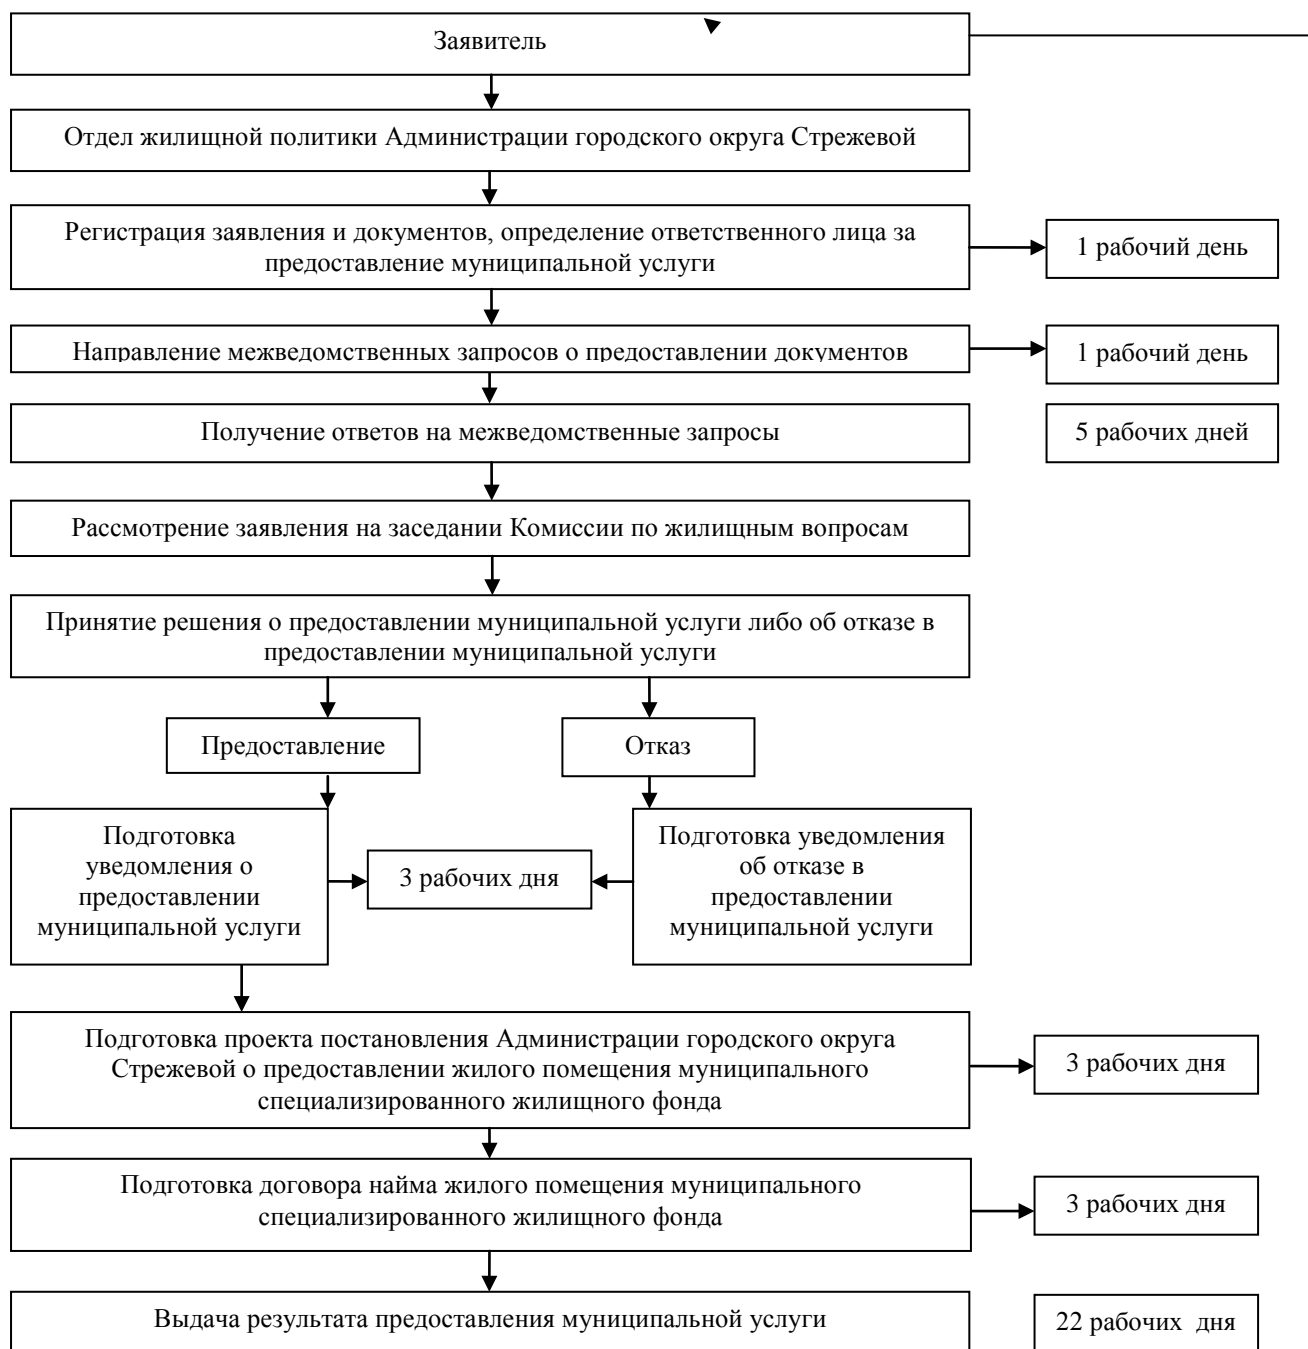 Заявитель
Отдел жилищной политики Администрации городского округа Стрежевой
Регистрация заявления и документов, определение ответственного лица за
предоставление муниципальной услуги
1 рабочий день
Направление межведомственных запросов о предоставлении документов
1 рабочий день
Получение ответов на межведомственные запросы
5 рабочих дней
Рассмотрение заявления на заседании Комиссии по жилищным вопросам
Принятие решения о предоставлении муниципальной услуги либо об отказе в
предоставлении муниципальной услуги
Предоставление
Отказ
Подготовка
уведомления о
предоставлении
муниципальной услуги
3 рабочих дня
Подготовка уведомления
об отказе в
предоставлении
муниципальной услуги
Подготовка проекта постановления Администрации городского округа
Стрежевой о предоставлении жилого помещения муниципального
специализированного жилищного фонда
3 рабочих дня
Подготовка договора найма жилого помещения муниципального
специализированного жилищного фонда
3 рабочих дня
Выдача результата предоставления муниципальной услуги
22 рабочих дня